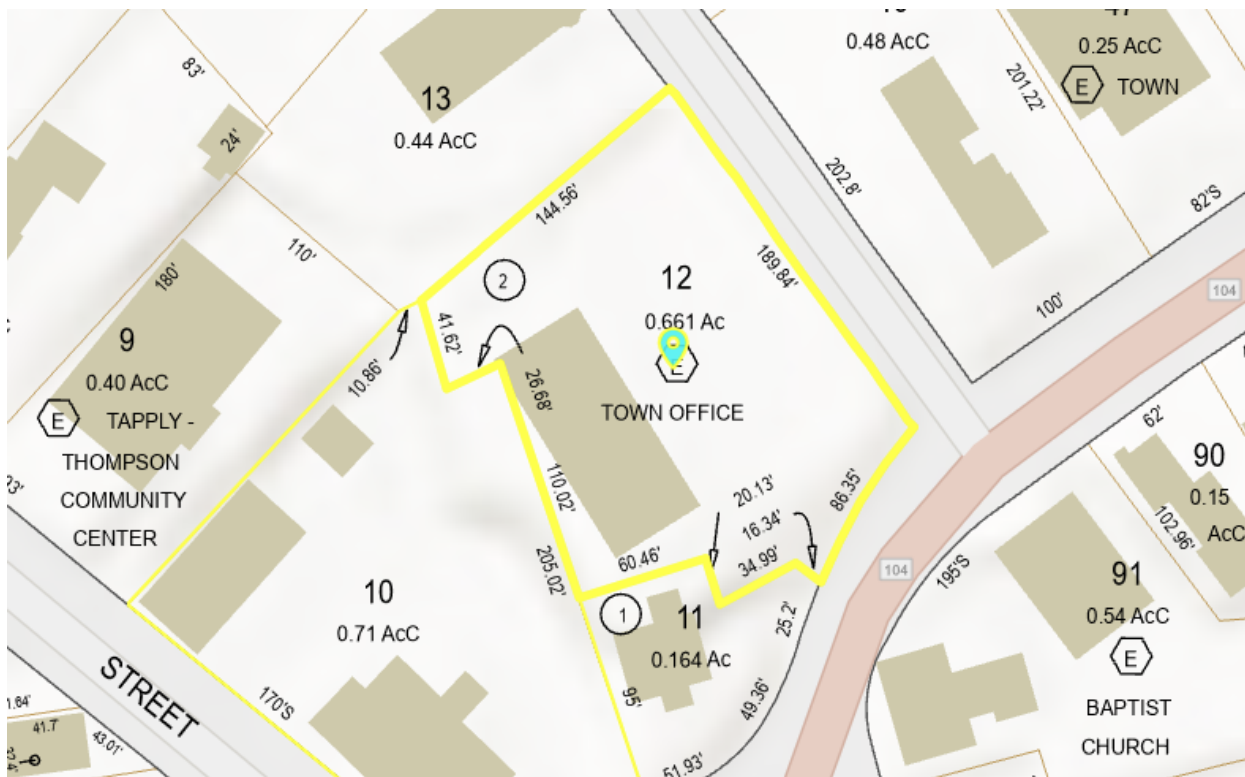 0.48 AcC
0.25 AcC
E
TOWN
83'
13
0.44 AcC
24'
201.22'
202.8'
82'S
144.56'
110'
180'
2
12
0.661 Ac
E
TOWN OFFICE
189.84'
100'
104
9
0.40 AcC
E
TAPPLY -
THOMPSON
COMMUNITY
CENTER
10.86'
41.62'
26.68'
62'
90
0.15
AcC
102.96'
110.02'
20.13'
16.34'
34.99'
86.35'
60.46'
205.02'
104
195'S
91
0.54 AcC
E
BAPTIST
CHURCH
10
0.71 AcC
1
11
0.164 Ac
25.2'
95'
49.36'
51.93'
STREET
170'S
1.64'
41.7
43.01'